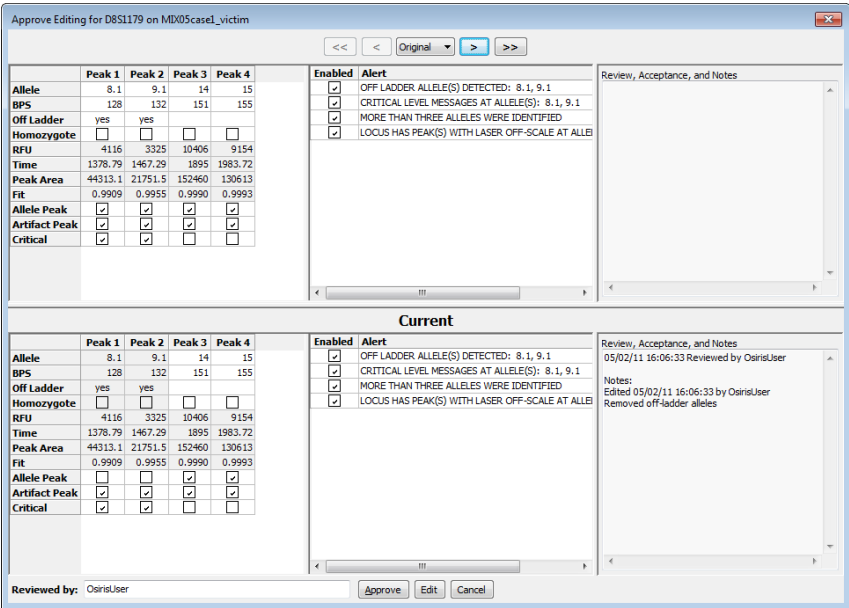 Approve Editing for D8S1179 on MIX05case1_victim
<< < Original > >>
Peak 1 Peak 2 Peak 3 Peak 4
Allele 8.1 9.1 14 15
BPS 128 132 151 155
Off Ladder yes yes
Homozygote
RFU 4116 3325 10406 9154
Time 1378.79 1467.29 1895 1983.72
Peak Area 44313.1 21751.5 152460 130613
Fit 0.9909 0.9955 0.9990 0.9993
Allele Peak
Artifact Peak
Critical
Enabled Alert
OFF LADDER ALLELE(S) DETECTED: 8.1, 9.1
CRITICAL LEVEL MESSAGES AT ALLELE(S): 8.1, 9.1
MORE THAN THREE ALLELES WERE IDENTIFIED
LOCUS HAS PEAK(S) WITH LASER OFF-SCALE AT ALLE
Review, Acceptance, and Notes
Current
Peak 1 Peak 2 Peak 3 Peak 4
Allele 8.1 9.1 14 15
BPS 128 132 151 155
Off Ladder yes yes
Homozygote
RFU 4116 3325 10406 9154
Time 1378.79 1467.29 1895 1983.72
Peak Area 44313.1 21751.5 152460 130613
Fit 0.9909 0.9955 0.9990 0.9993
Allele Peak
Artifact Peak
Critical
Enabled Alert
OFF LADDER ALLELE(S) DETECTED: 8.1, 9.1
CRITICAL LEVEL MESSAGES AT ALLELE(S): 8.1, 9.1
MORE THAN THREE ALLELES WERE IDENTIFIED
LOCUS HAS PEAK(S) WITH LASER OFF-SCALE AT ALLE
Review, Acceptance, and Notes
05/02/11 16:06:33 Reviewed by OsirisUser
Notes:
Edited 05/02/11 16:06:33 by OsirisUser
Removed off-ladder alleles
Reviewed by: OsirisUser Approve Edit Cancel